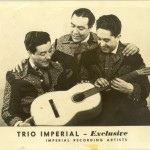 TRIO IMPERIAL – Exclusive
IMPERIAL RECORDING ARTISTS